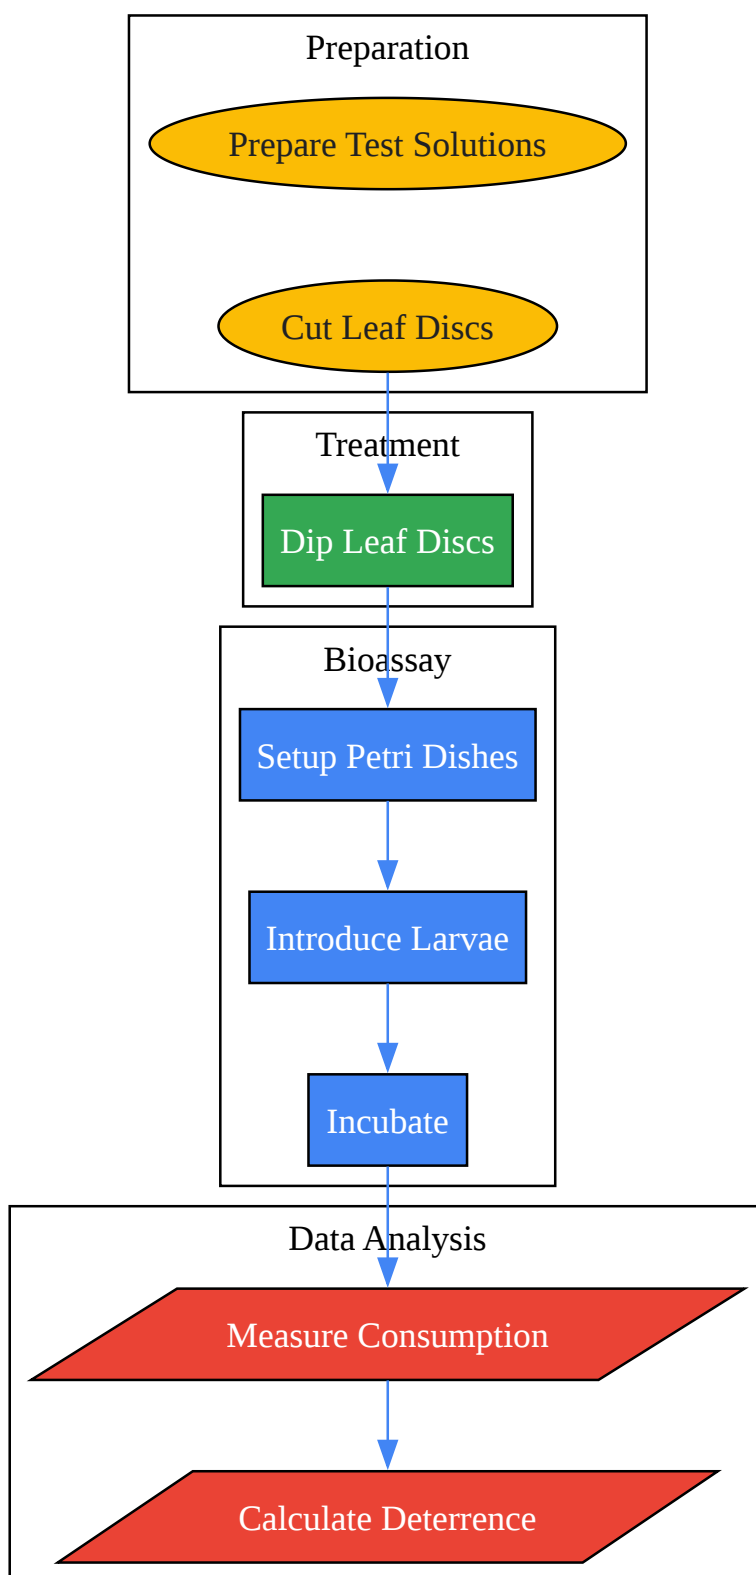 Preparation
Prepare Test Solutions
Cut Leaf Discs
Treatment
Dip Leaf Discs
Bioassay
Setup Petri Dishes
Introduce Larvae
Incubate
Data Analysis
Measure Consumption
Calculate Deterrence